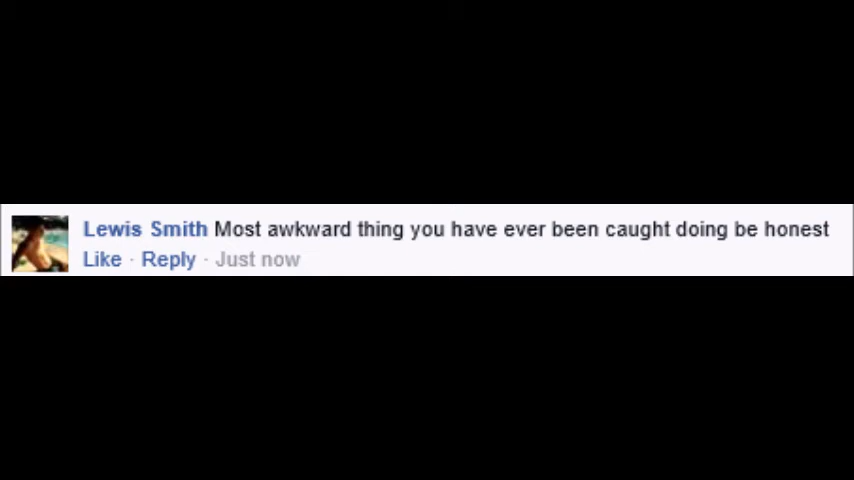 Lewis Smith Most awkward thing you have ever been caught doing be honest
Like · Reply · Just now